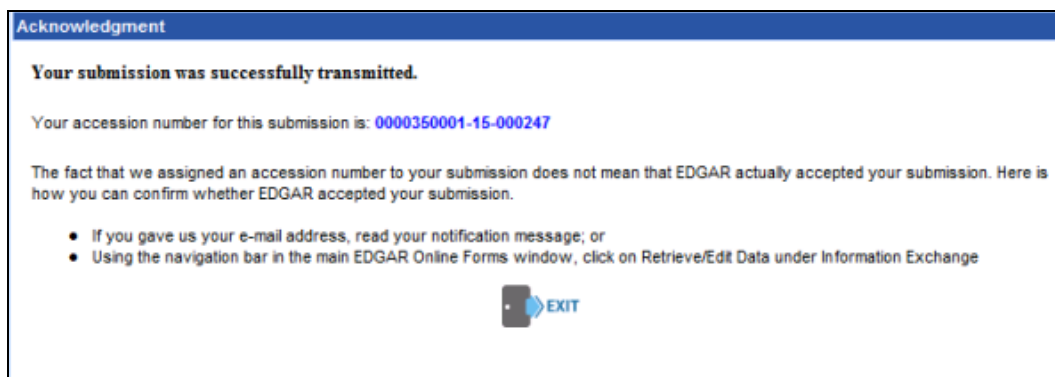 Acknowledgment
Your submission was successfully transmitted.
Your accession number for this submission is: 0000350001-15-000247
The fact that we assigned an accession number to your submission does not mean that EDGAR actually accepted your submission. Here is
how you can confirm whether EDGAR accepted your submission.
● If you gave us your e-mail address, read your notification message; or
● Using the navigation bar in the main EDGAR Online Forms window, click on Retrieve/Edit Data under Information Exchange
EXIT